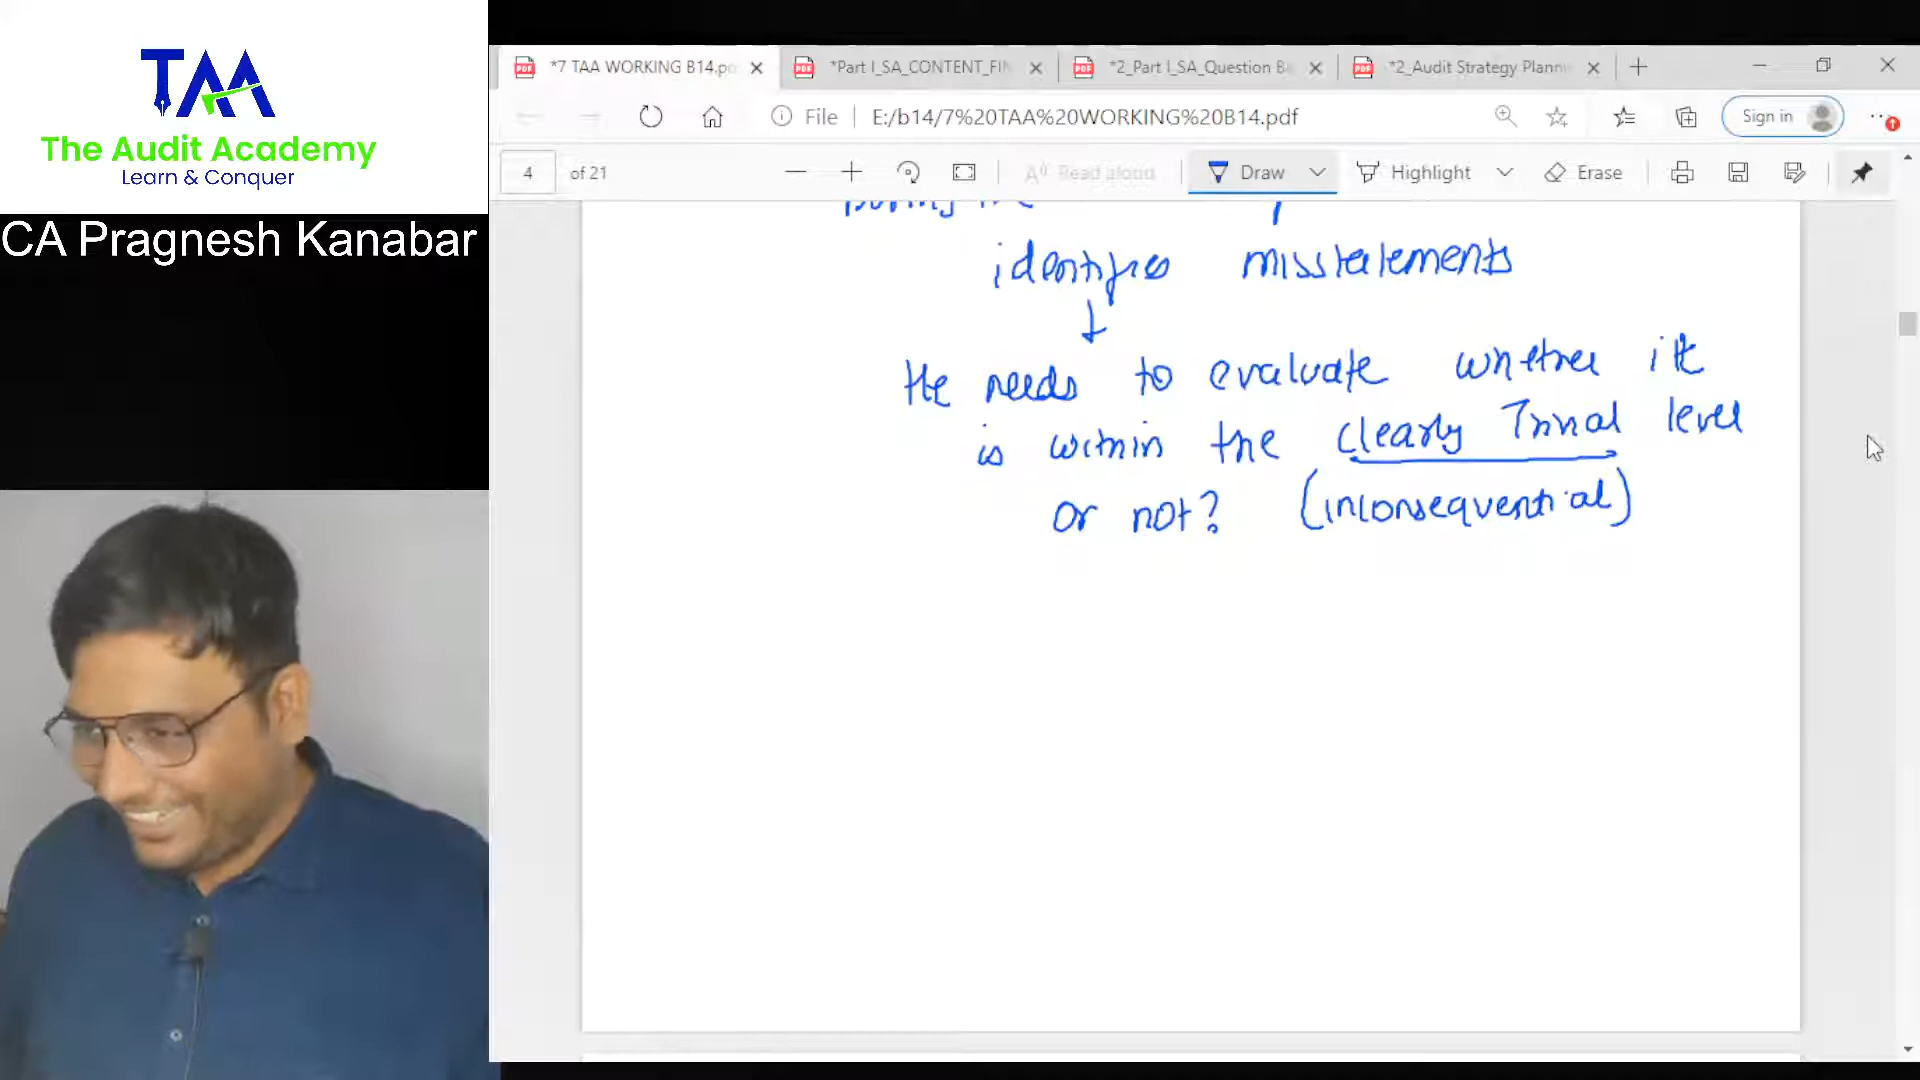 TAA
The Audit Academy
Learn & Conquer
CA Pragnesh Kanabar
*7 TAA WORKING B14.p
*Part I_SA_CONTENT_FIN
*2_Part I_SA_Question Ba
*2_Audit Strategy Planni
File E:/b14/7%20TAA%20WORKING%20B14.pdf
Sign in
4 of 21
Read aloud
Draw
Highlight
Erase
identifies misstatements
He needs to evaluate whether it
is within the clearly Trivial level
or not? (inconsequential)